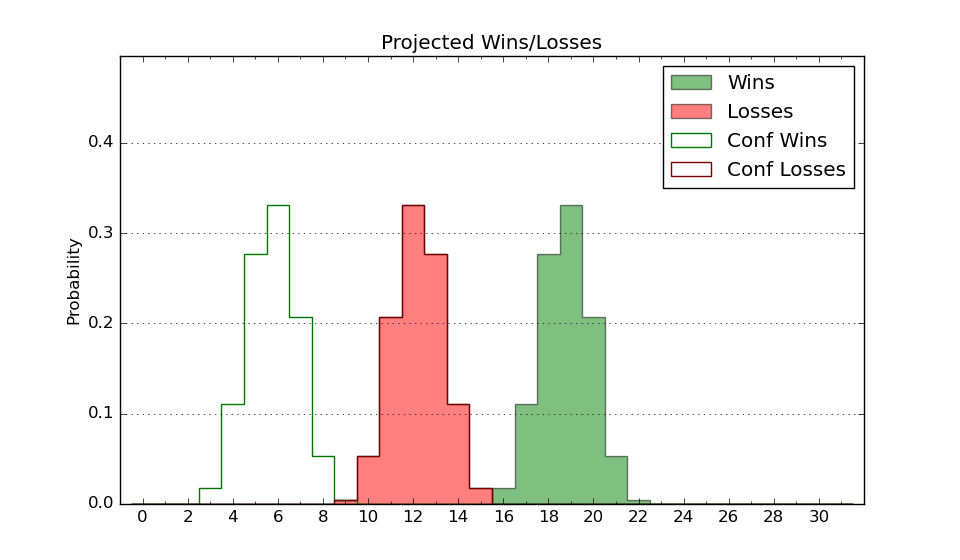 Projected Wins/Losses
Wins
Losses
Conf Wins
Conf Losses
Probability
0.4
0.3
0.2
0.1
0.0
0 2 4 6 8 10 12 14 16 18 20 22 24 26 28 30